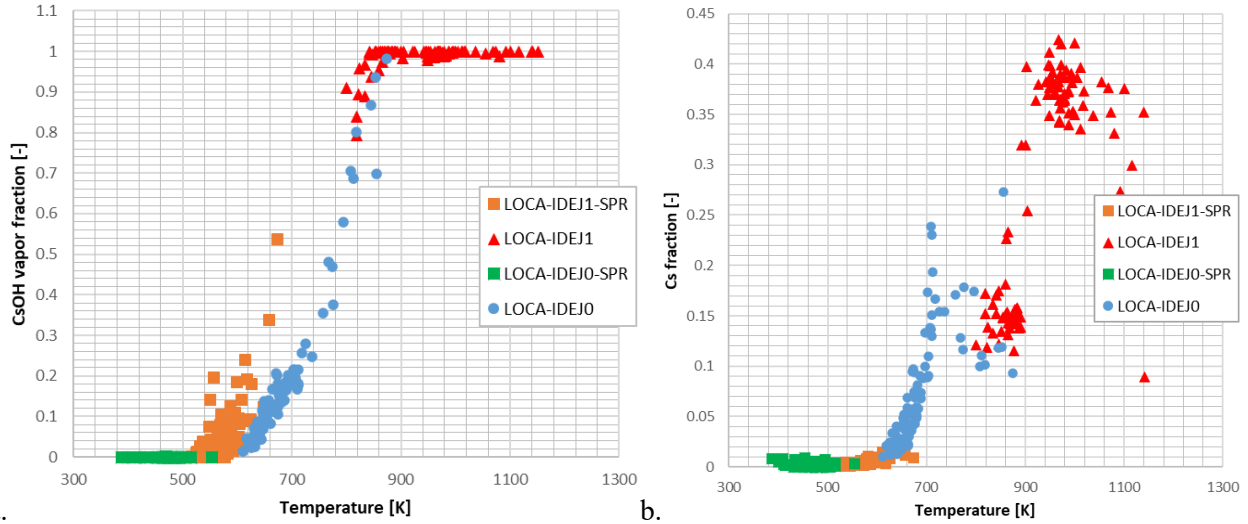 1.1
1
0.9
0.8
0.7
0.6
0.5
0.4
0.3
0.2
0.1
0
CsOH vapor fraction [-]
LOCA-IDEJ1-SPR
LOCA-IDEJ1
LOCA-IDEJ0-SPR
LOCA-IDEJ0
300 500 700 900 1100 1300
Temperature [K]
b.
0.45
0.4
0.35
0.3
0.25
0.2
0.15
0.1
0.05
0
Cs fraction [-]
LOCA-IDEJ1-SPR
LOCA-IDEJ1
LOCA-IDEJ0-SPR
LOCA-IDEJ0
300 500 700 900 1100 1300
Temperature [K]